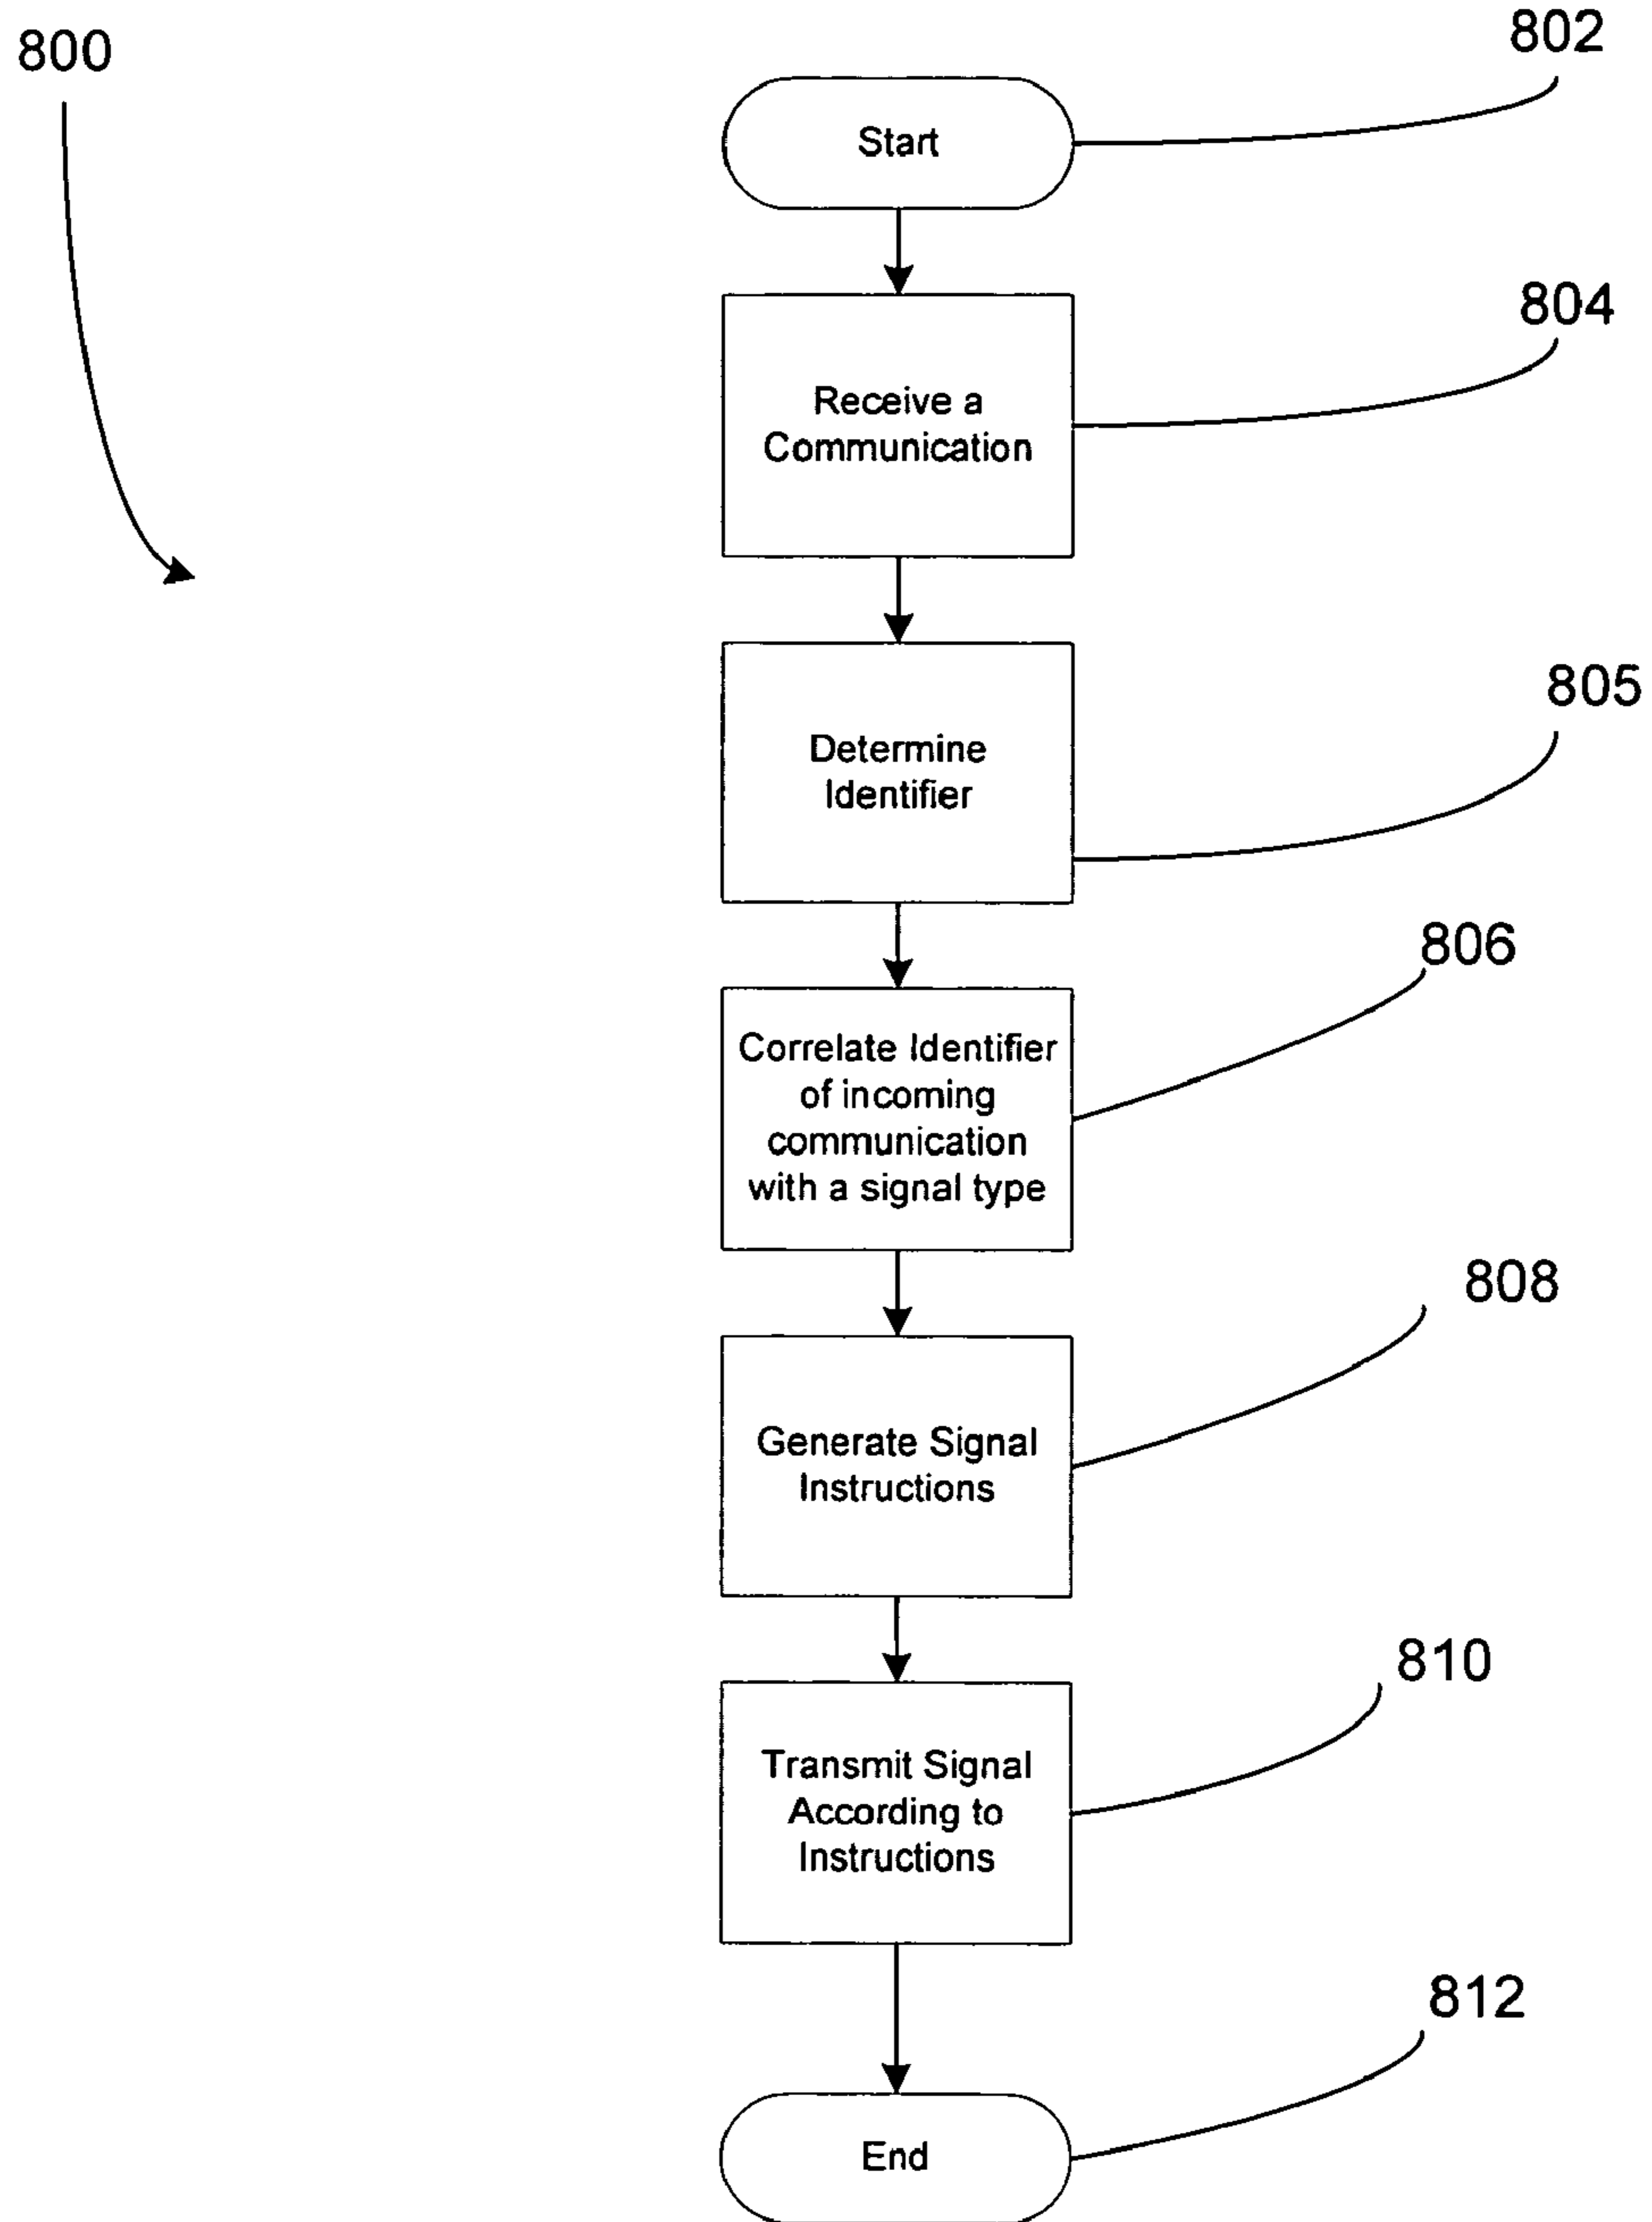 800
802
Start
804
Receive a
Communication
805
Determine
Identifier
806
Correlate Identifier
of incoming
communication
with a signal type
808
Generate Signal
Instructions
810
Transmit Signal
According to
Instructions
812
End